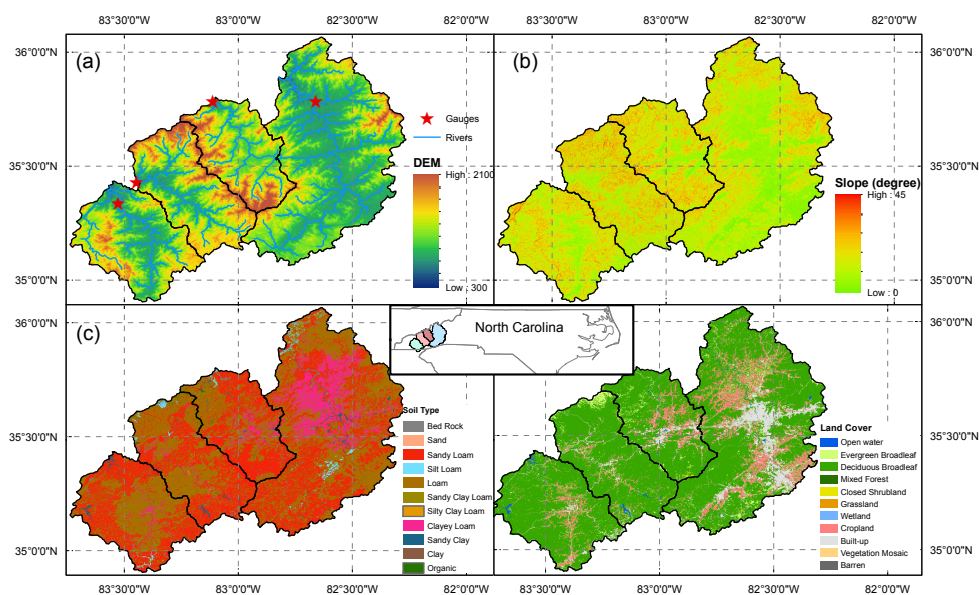 83°30'0"W 83°0'0"W 82°30'0"W 82°0'0"W 83°30'0"W 83°0'0"W 82°30'0"W 82°0'0"W
36°0'0"N
35°30'0"N
35°0'0"N
(a)
Gauges
Rivers
DEM
High : 2100
Low : 300
(b)
Slope (degree)
High : 45
Low : 0
36°0'0"N
35°30'0"N
35°0'0"N
North Carolina
36°0'0"N
35°30'0"N
35°0'0"N
(c)
Soil Type
Bed Rock
Sand
Sandy Loam
Silt Loam
Loam
Sandy Clay Loam
Silty Clay Loam
Clayey Loam
Sandy Clay
Clay
Organic
Land Cover
Open water
Evergreen Broadleaf
Deciduous Broadleaf
Mixed Forest
Closed Shrubland
Grassland
Wetland
Cropland
Built-up
Vegetation Mosaic
Barren
36°0'0"N
35°30'0"N
35°0'0"N
83°30'0"W 83°0'0"W 82°30'0"W 82°0'0"W 83°30'0"W 83°0'0"W 82°30'0"W 82°0'0"W